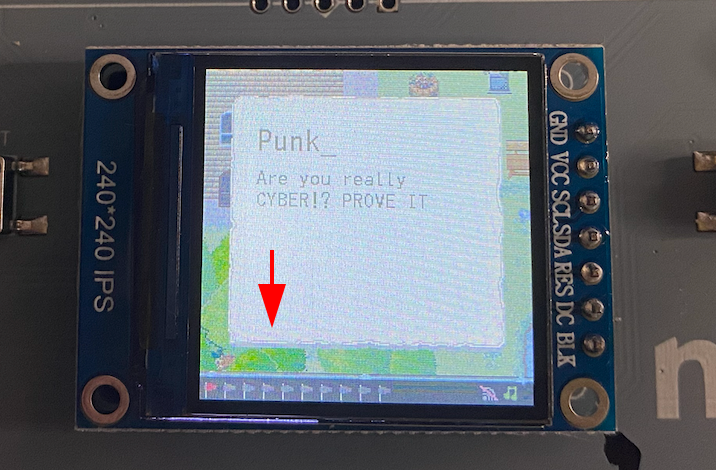 Punk_
Are you really
CYBER!? PROVE IT
240*240 IPS
GND VCC SCL SDA RES DC BLK
n